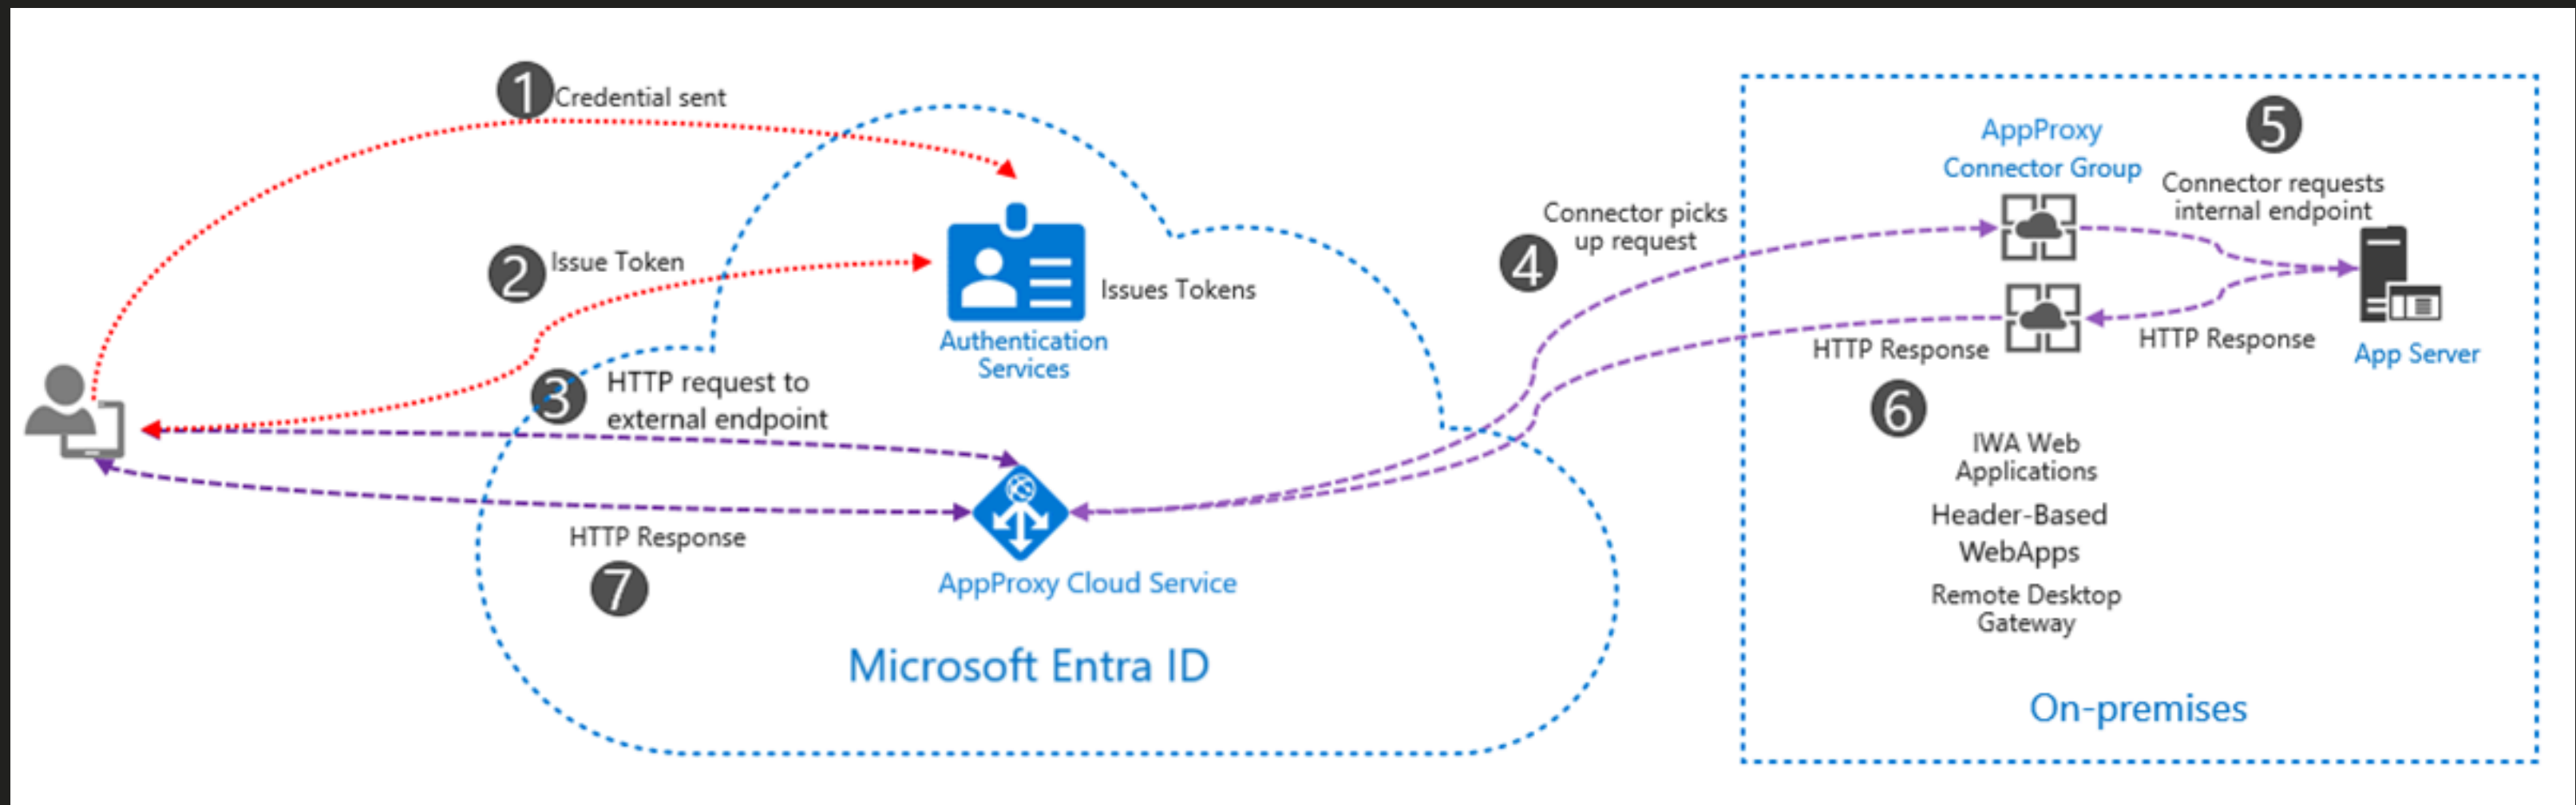 1
Credential sent
2
Issue Token
Issues Tokens
Authentication
Services
3
HTTP request to
external endpoint
HTTP Response
7
AppProxy Cloud Service
Microsoft Entra ID
4
Connector picks
up request
AppProxy
Connector Group
5
Connector requests
internal endpoint
HTTP Response
App Server
HTTP Response
6
IWA Web
Applications
Header-Based
WebApps
Remote Desktop
Gateway
On-premises